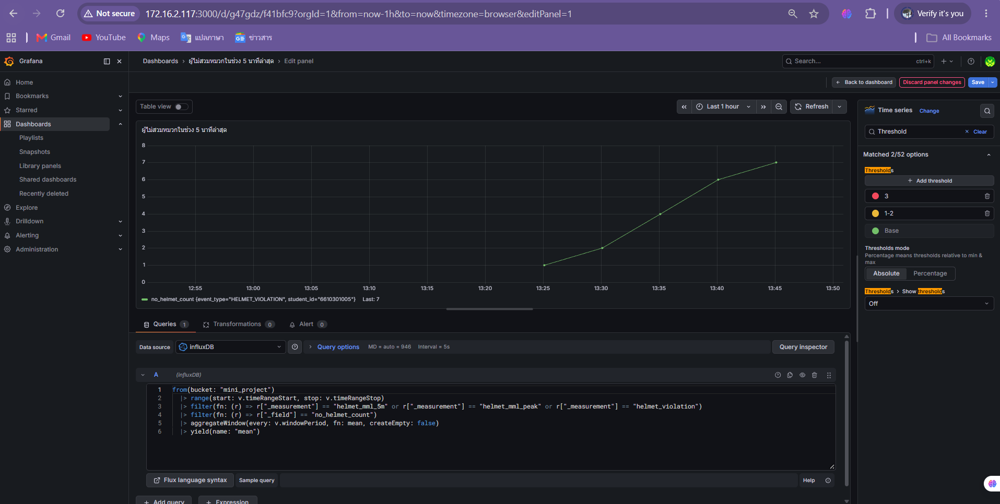 Not secure
172.16.2.117:3000/d/g47gdz/f41bfc9?orgId=1&from=now-1h&to=now&timezone=browser&editPanel=1
Verify it's you
Gmail
YouTube
Maps
แปลภาษา
ข่าวสาร
All Bookmarks
Grafana
Dashboards › ผู้ไม่สวมหมวกในช่วง 5 นาทีล่าสุด › Edit panel
Search...
ctrl+k
Home
Bookmarks
Starred
Dashboards
Playlists
Snapshots
Library panels
Shared dashboards
Recently deleted
Explore
Drilldown
Alerting
Administration
Back to dashboard
Discard panel changes
Save
Table view
Last 1 hour
Refresh
ผู้ไม่สวมหมวกในช่วง 5 นาทีล่าสุด
8
7
6
5
4
3
2
1
0
12:55 13:00 13:05 13:10 13:15 13:20 13:25 13:30 13:35 13:40 13:45 13:50
no_helmet_count {event_type="HELMET_VIOLATION", student_id="6610301005"} Last: 7
Queries 1
Transformations 0
Alert 0
Data source
influxDB
Query options
MD = auto = 946
Interval = 5s
Query inspector
A (influxDB)
1 from(bucket: "mini_project")
2 |> range(start: v.timeRangeStart, stop: v.timeRangeStop)
3 |> filter(fn: (r) => r["_measurement"] == "helmet_mml_5m" or r["_measurement"] == "helmet_mml_peak" or r["_measurement"] == "helmet_violation")
4 |> filter(fn: (r) => r["_field"] == "no_helmet_count")
5 |> aggregateWindow(every: v.windowPeriod, fn: mean, createEmpty: false)
6 |> yield(name: "mean")
Flux language syntax
Sample query
Help
+ Add query
+ Expression
Time series
Change
Threshold
× Clear
Matched 2/52 options
Thresholds
+ Add threshold
3
1-2
Base
Thresholds mode
Percentage means thresholds relative to min &
max
Absolute
Percentage
Thresholds › Show thresholds
Off